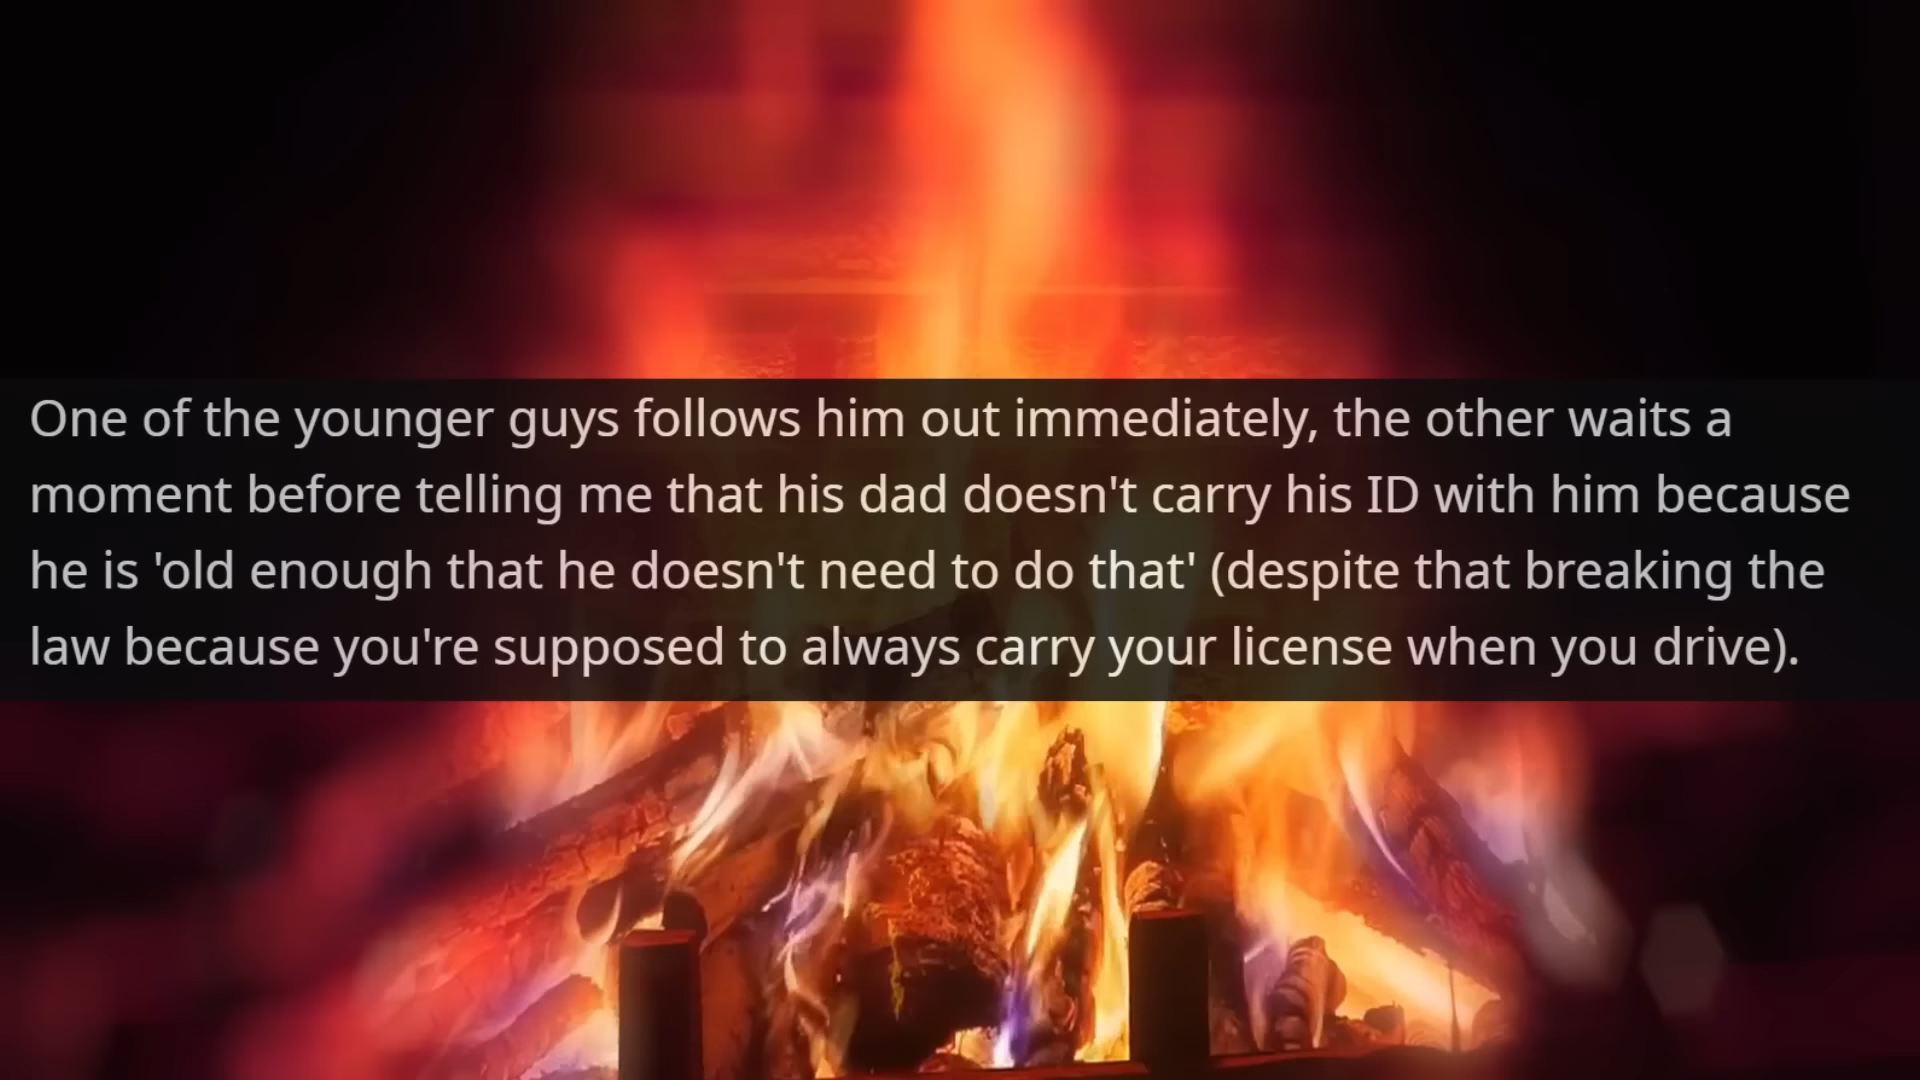 One of the younger guys follows him out immediately, the other waits a
moment before telling me that his dad doesn't carry his ID with him because
he is 'old enough that he doesn't need to do that' (despite that breaking the
law because you're supposed to always carry your license when you drive).